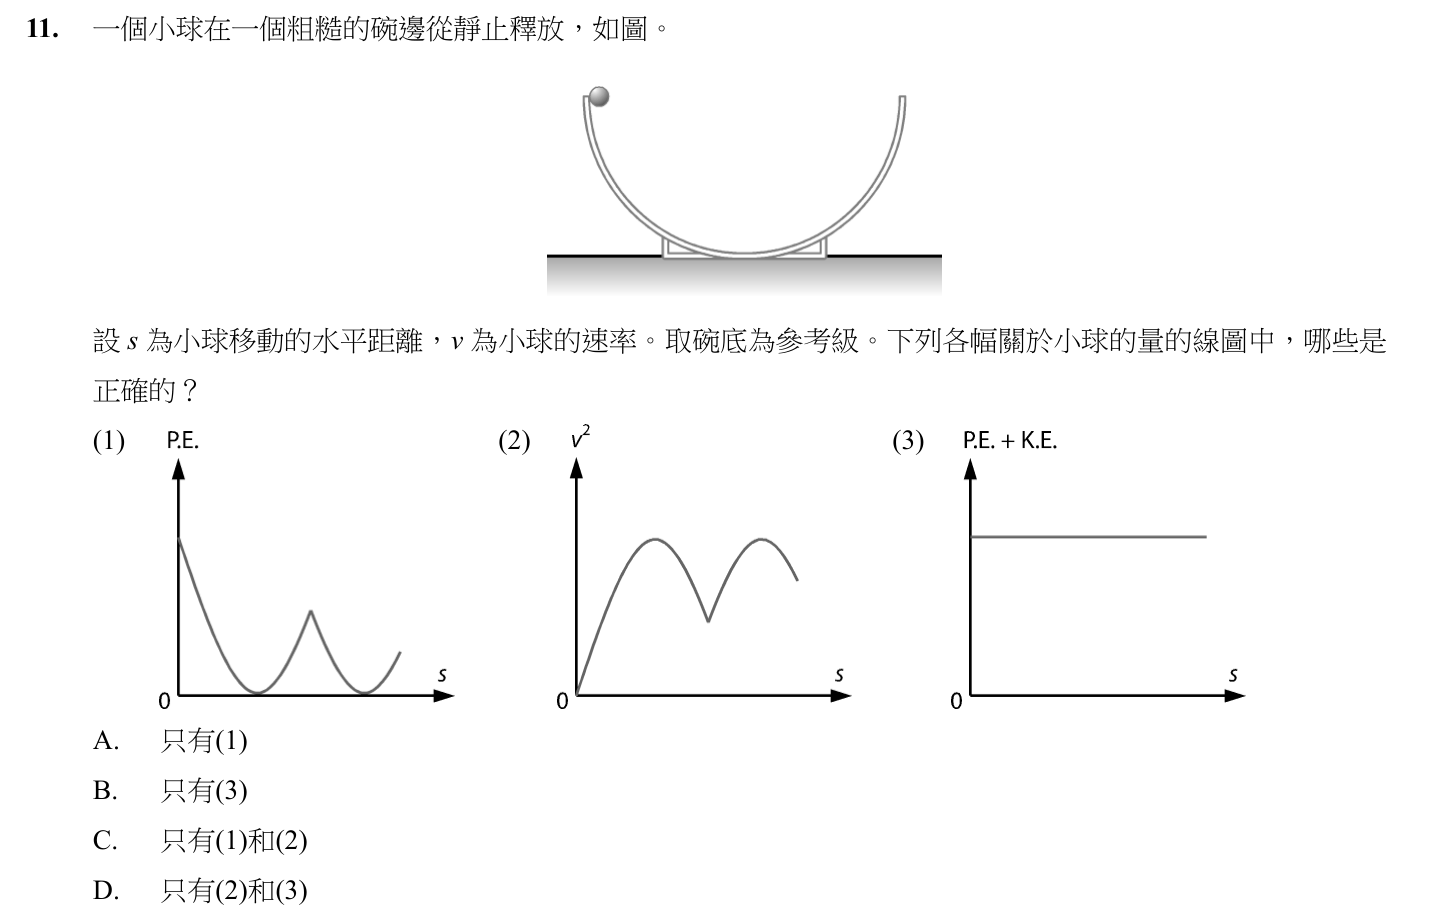 11. 一個小球在一個粗糙的碗邊從靜止釋放，如圖。
設 s 為小球移動的水平距離，v 為小球的速率。取碗底為參考級。下列各幅關於小球的量的線圖中，哪些是
正確的？
(1) P.E. (2) v² (3) P.E. + K.E.
s s s
0 0 0
A. 只有(1)
B. 只有(3)
C. 只有(1)和(2)
D. 只有(2)和(3)